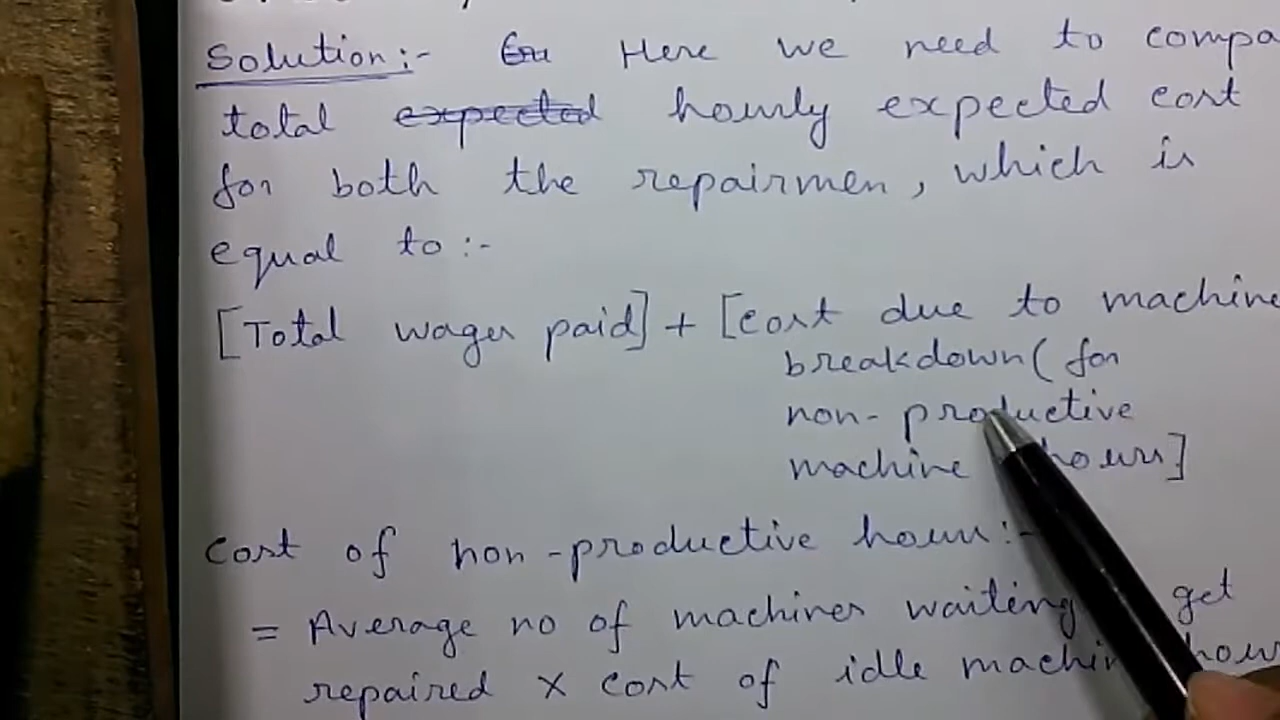 Solution:- Here we need to compa
total expected hourly expected cost
for both the repairmen, which is
equal to:-
[Total wages paid] + [cost due to machine
breakdown( for
non-productive
machine hours]
Cost of non-productive hours:-
= Average no of machines waiting get
repaired x cost of idle machin hour